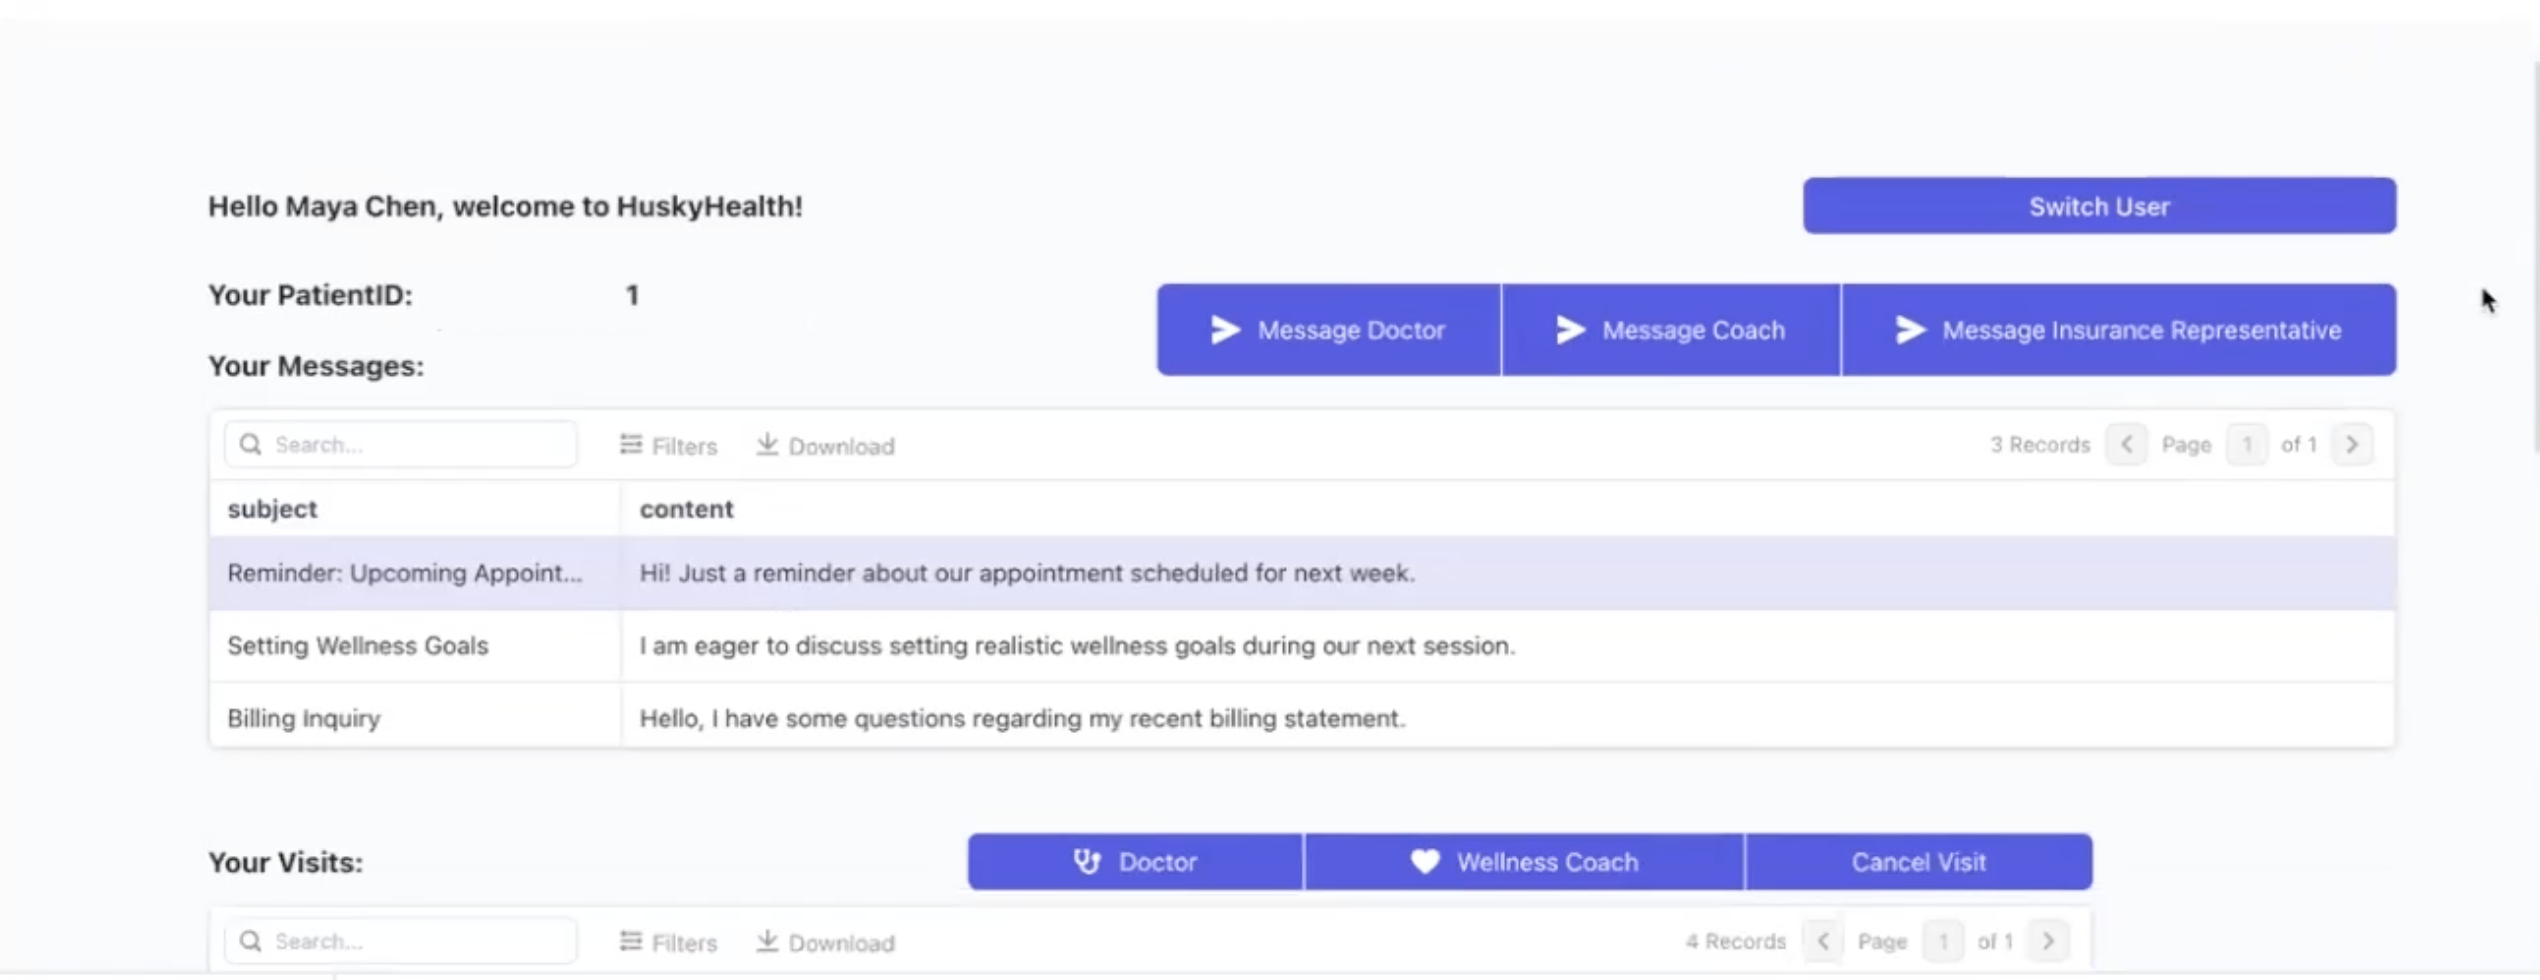 Hello Maya Chen, welcome to HuskyHealth!
Switch User
Your PatientID: 1
Message Doctor Message Coach Message Insurance Representative
Your Messages:
Search... Filters Download 3 Records Page 1 of 1
subject content
Reminder: Upcoming Appoint... Hi! Just a reminder about our appointment scheduled for next week.
Setting Wellness Goals I am eager to discuss setting realistic wellness goals during our next session.
Billing Inquiry Hello, I have some questions regarding my recent billing statement.
Your Visits: Doctor Wellness Coach Cancel Visit
Search... Filters Download 4 Records Page 1 of 1